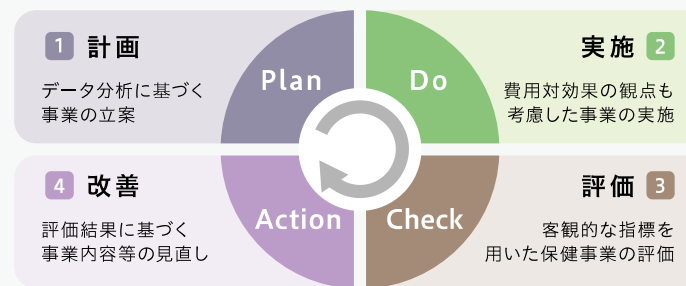 1 計画
データ分析に基づく
事業の立案
Plan
Do
実施 2
費用対効果の観点も
考慮した事業の実施
4 改善
評価結果に基づく
事業内容等の見直し
Action
Check
評価 3
客観的な指標を
用いた保健事業の評価